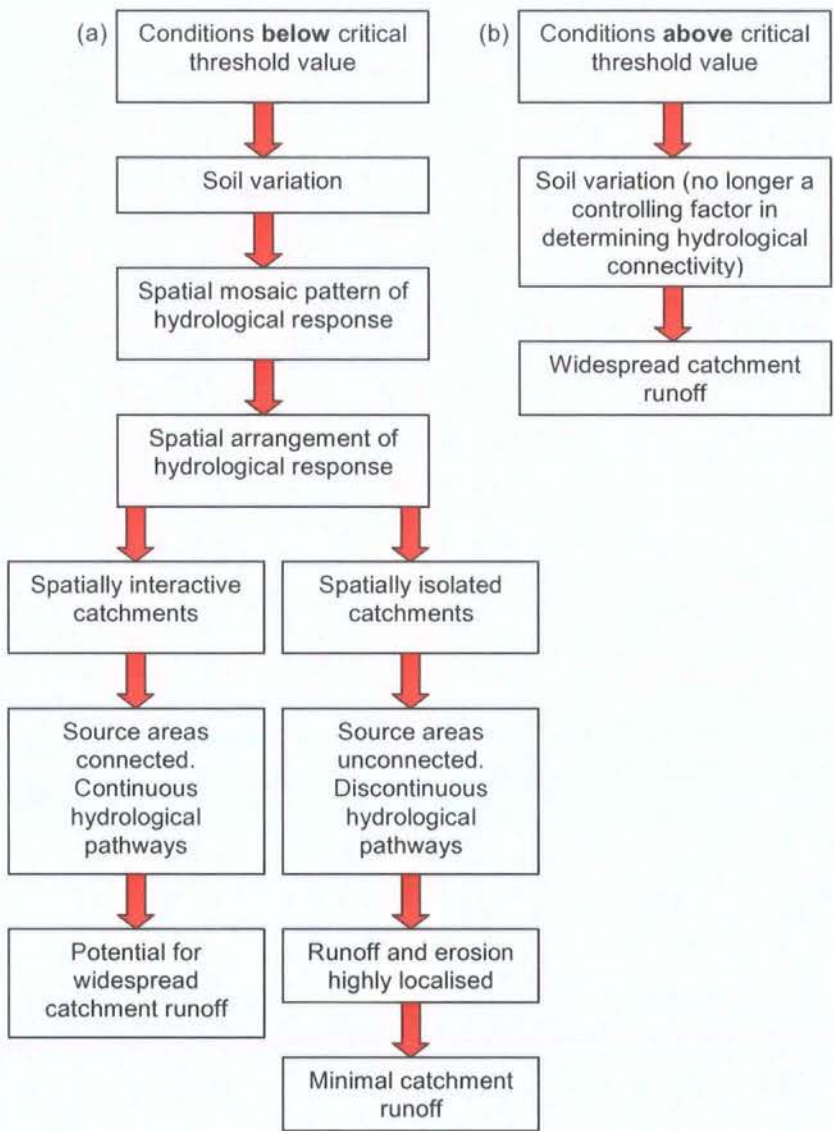 (a)
Conditions below critical
threshold value
Soil variation
Spatial mosaic pattern of
hydrological response
Spatial arrangement of
hydrological response
Spatially interactive
catchments
Source areas
connected.
Continuous
hydrological
pathways
Potential for
widespread
catchment runoff
Spatially isolated
catchments
Source areas
unconnected.
Discontinuous
hydrological
pathways
Runoff and erosion
highly localised
Minimal catchment
runoff
(b)
Conditions above critical
threshold value
Soil variation (no longer a
controlling factor in
determining hydrological
connectivity)
Widespread catchment
runoff